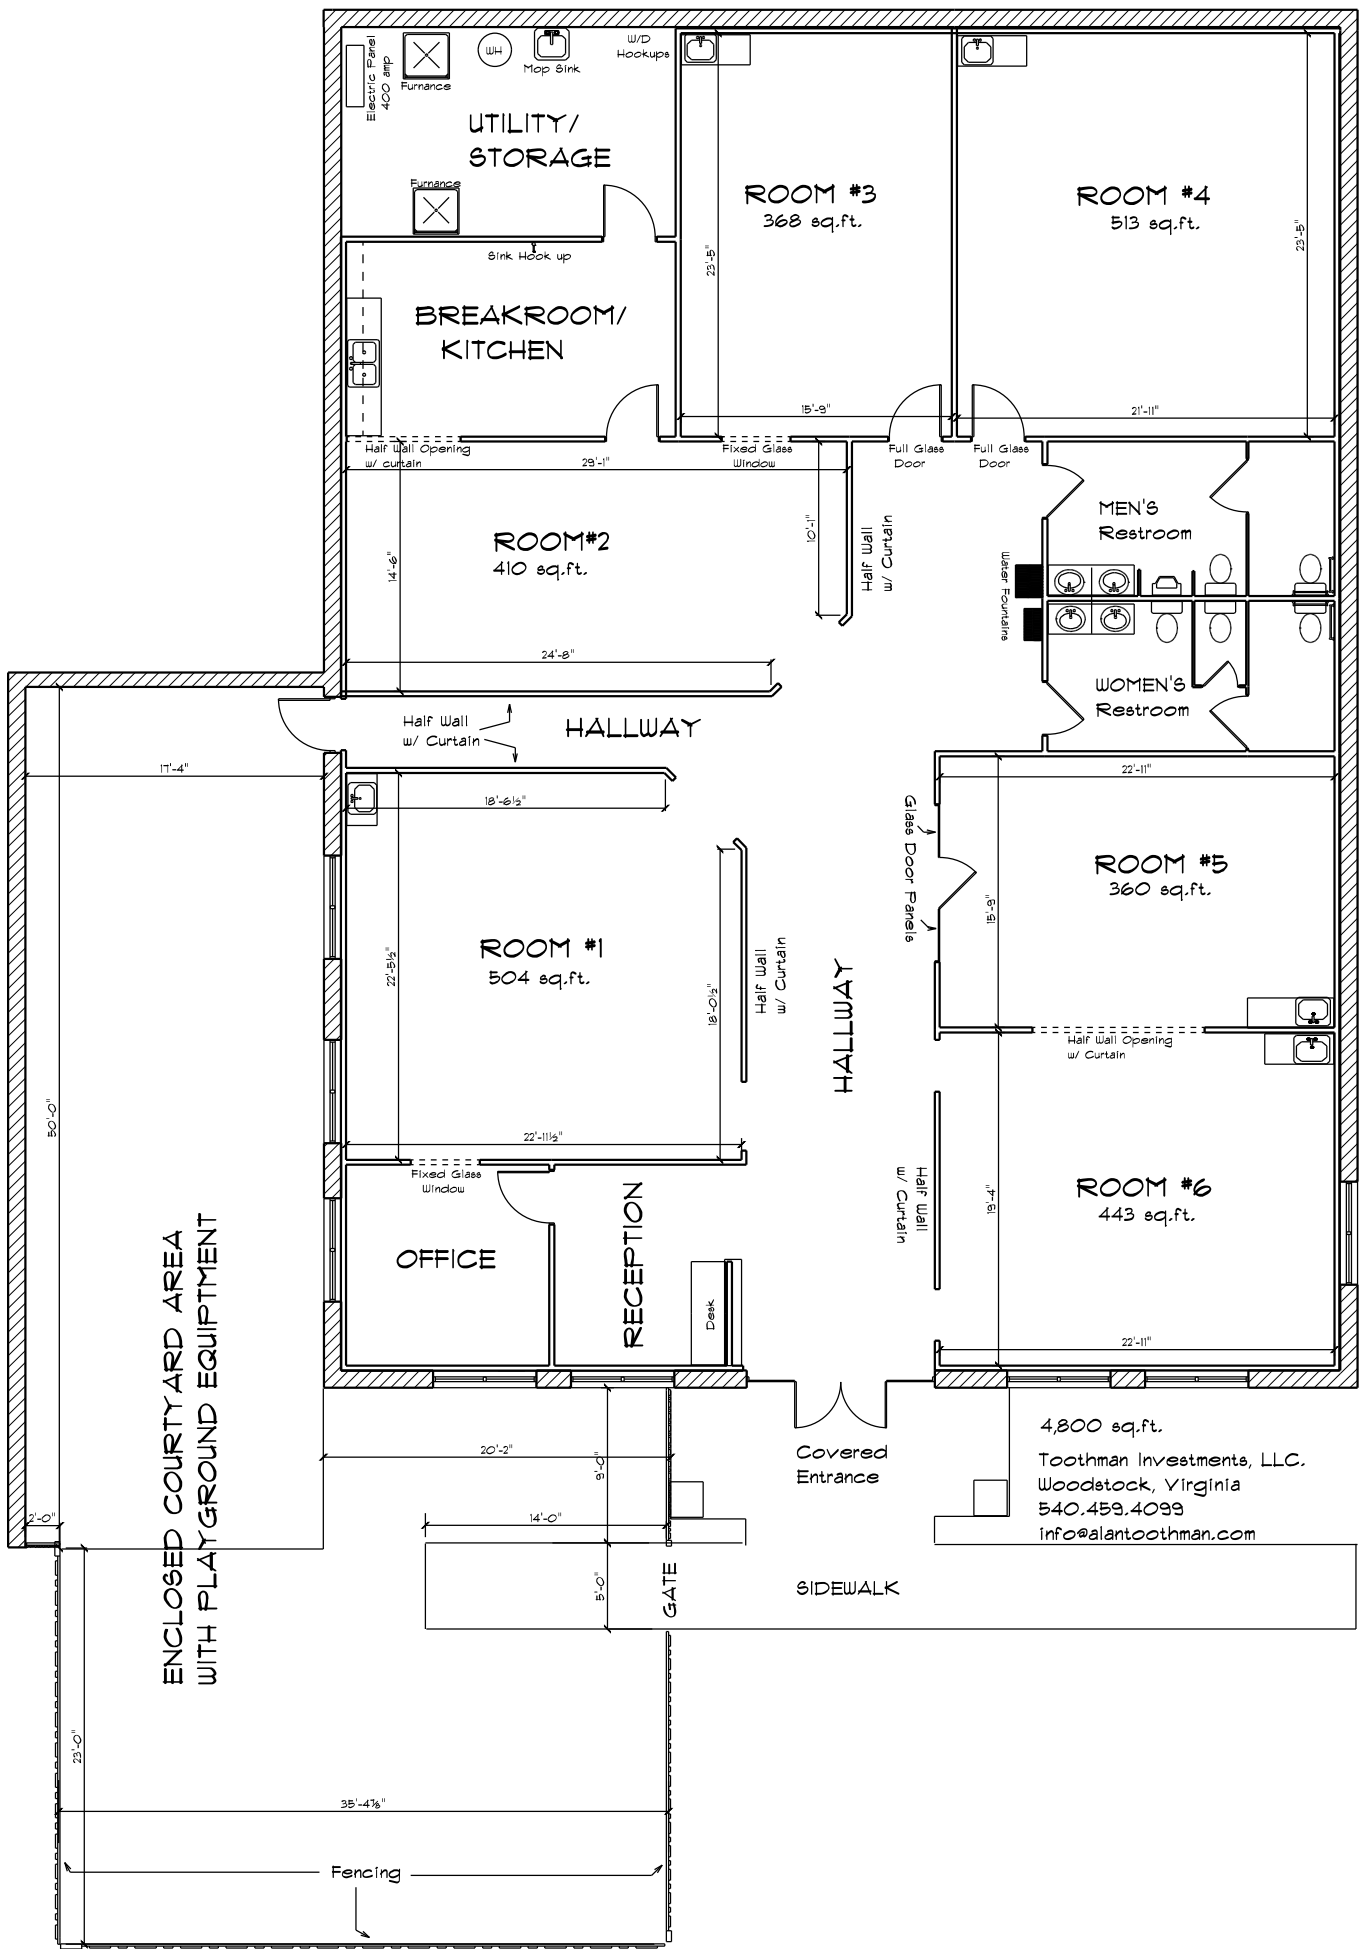 Electric Panel
400 amp
Furnance
WH
Mop Sink
W/D
Hookups
UTILITY/
STORAGE
Furnance
Sink Hook up
BREAKROOM/
KITCHEN
ROOM #3
368 sq.ft.
23'-5"
15'-9"
ROOM #4
513 sq.ft.
23'-5"
21'-11"
Half Wall Opening
w/ curtain
Fixed Glass
Window
Full Glass
Door
Full Glass
Door
29'-1"
ROOM#2
410 sq.ft.
14'-6"
10'-1"
24'-8"
Half Wall
w/ Curtain
MEN'S
Restroom
Water Fountains
WOMEN'S
Restroom
Half Wall
w/ Curtain
HALLWAY
17'-4"
18'-6½"
22'-11"
Glass Door Panels
ROOM #5
360 sq.ft.
15'-9"
ROOM #1
504 sq.ft.
22'-5½"
18'-0½"
Half Wall
w/ Curtain
HALLWAY
Half Wall Opening
w/ Curtain
50'-0"
22'-11½"
Fixed Glass
Window
Half Wall
w/ Curtain
ROOM #6
443 sq.ft.
19'-4"
22'-11"
OFFICE
RECEPTION
Desk
ENCLOSED COURTYARD AREA
WITH PLAYGROUND EQUIPTMENT
20'-2"
9'-0"
Covered
Entrance
4,800 sq.ft.
Toothman Investments, LLC.
Woodstock, Virginia
540.459.4099
info@alantoothman.com
2'-0"
14'-0"
5'-0"
GATE
SIDEWALK
23'-0"
35'-4⅞"
Fencing